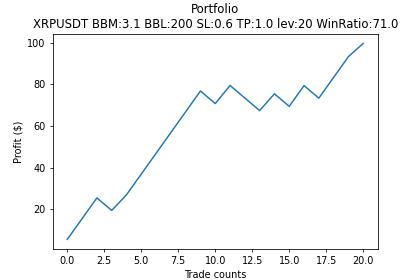 Portfolio
XRPUSDT BBM:3.1 BBL:200 SL:0.6 TP:1.0 lev:20 WinRatio:71.0
100
80
60
40
20
Profit ($)
0.0 2.5 5.0 7.5 10.0 12.5 15.0 17.5 20.0
Trade counts